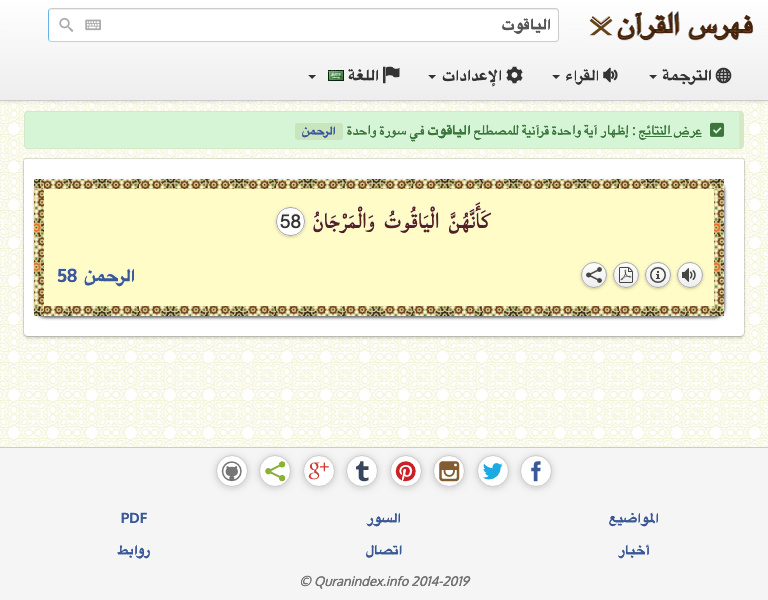 فهرس القرآن
الياقوت
الترجمة
القراء
الإعدادات
اللغة
عرض النتائج : إظهار آية واحدة قرآنية للمصطلح الياقوت في سورة واحدة الرحمن
كَأَنَّهُنَّ الْيَاقُوتُ وَالْمَرْجَانُ 58
الرحمن 58
المواضيع
السور
PDF
أخبار
اتصال
روابط
© Quranindex.info 2014-2019